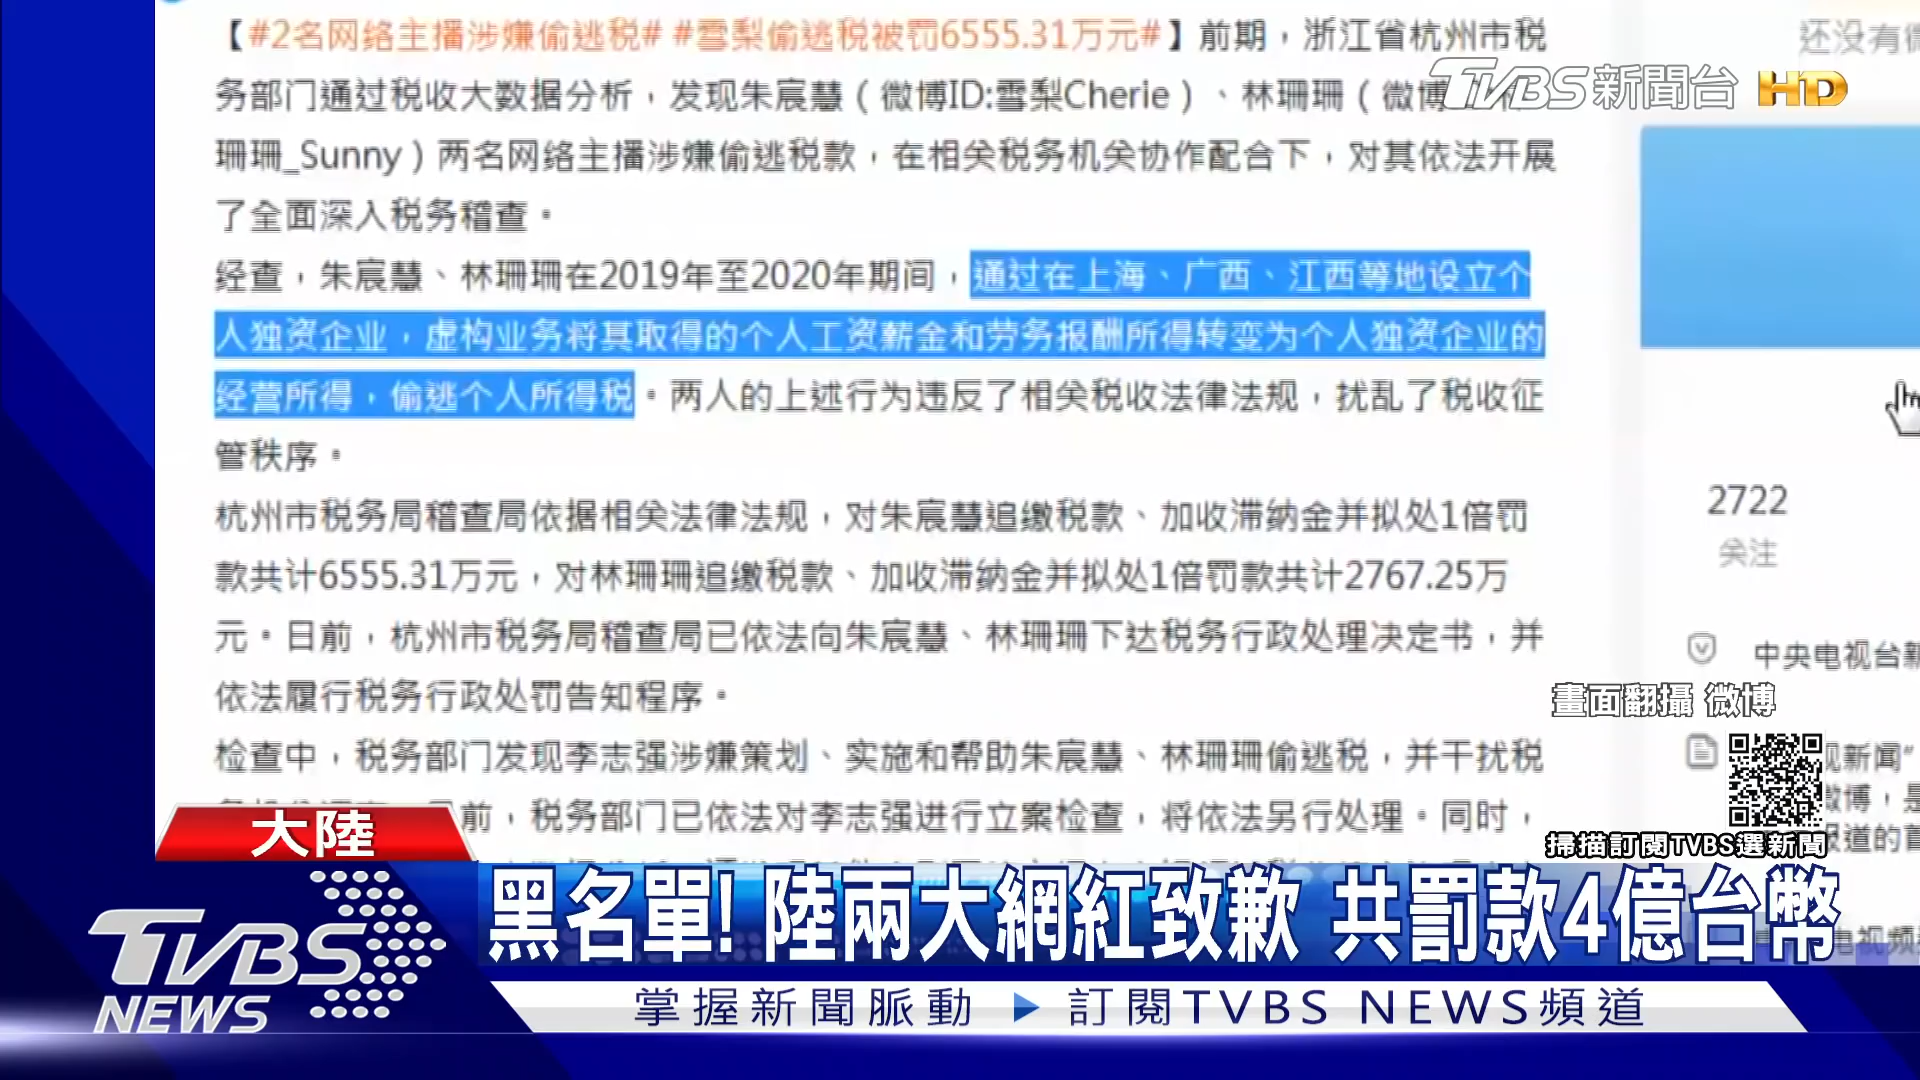 【#2名网络主播涉嫌偷逃税# #雪梨偷逃税被罚6555.31万元#】前期，浙江省杭州市税
务部门通过税收大数据分析，发现朱宸慧（微博ID:雪梨Cherie）、林珊珊（微博
珊珊_Sunny）两名网络主播涉嫌偷逃税款，在相关税务机关协作配合下，对其依法开展
了全面深入税务稽查。
经查，朱宸慧、林珊珊在2019年至2020年期间，通过在上海、广西、江西等地设立个
人独资企业，虚构业务将其取得的个人工资薪金和劳务报酬所得转变为个人独资企业的
经营所得，偷逃个人所得税。两人的上述行为违反了相关税收法律法规，扰乱了税收征
管秩序。
杭州市税务局稽查局依据相关法律法规，对朱宸慧追缴税款、加收滞纳金并拟处1倍罚
款共计6555.31万元，对林珊珊追缴税款、加收滞纳金并拟处1倍罚款共计2767.25万
元。日前，杭州市税务局稽查局已依法向朱宸慧、林珊珊下达税务行政处理决定书，并
依法履行税务行政处罚告知程序。
检查中，税务部门发现李志强涉嫌策划、实施和帮助朱宸慧、林珊珊偷逃税，并干扰税
前，税务部门已依法对李志强进行立案检查，将依法另行处理。同时，
还没有微
TVBS新聞台 HD
2722
关注
中央电视台新
畫面翻攝 微博
视新闻"
微博，是
报道的官
掃描訂閱TVBS選新聞
电视频
大陸
黑名單!陸兩大網紅致歉 共罰款4億台幣
TVBS
NEWS
掌握新聞脈動 ▶ 訂閱TVBS NEWS頻道